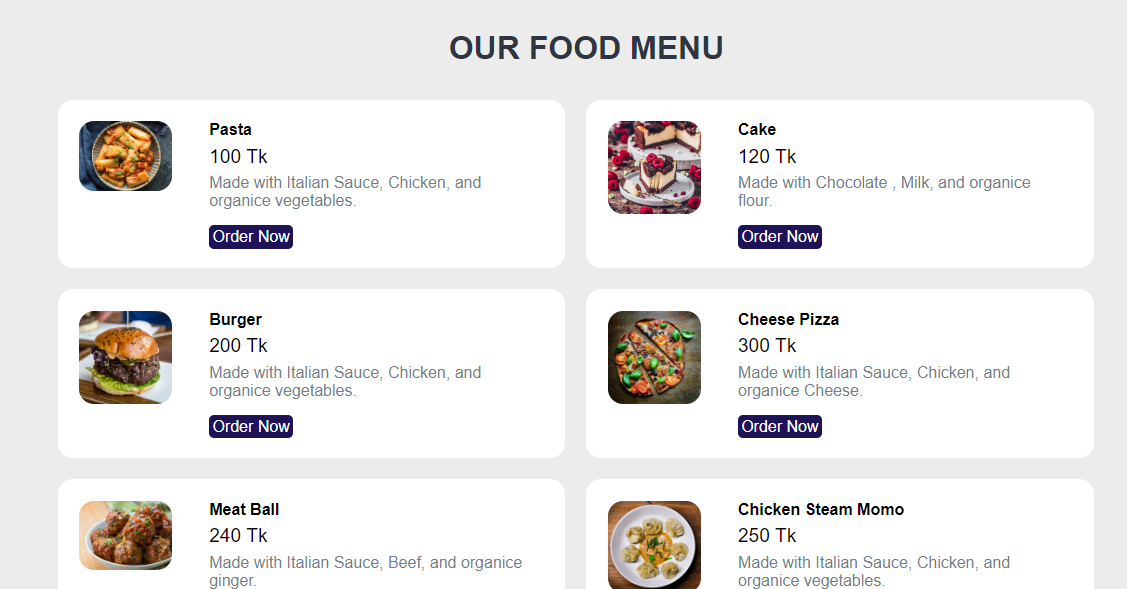 OUR FOOD MENU
Pasta
100 Tk
Made with Italian Sauce, Chicken, and
organice vegetables.
Order Now
Cake
120 Tk
Made with Chocolate , Milk, and organice
flour.
Order Now
Burger
200 Tk
Made with Italian Sauce, Chicken, and
organice vegetables.
Order Now
Cheese Pizza
300 Tk
Made with Italian Sauce, Chicken, and
organice Cheese.
Order Now
Meat Ball
240 Tk
Made with Italian Sauce, Beef, and organice
ginger.
Chicken Steam Momo
250 Tk
Made with Italian Sauce, Chicken, and
organice vegetables.